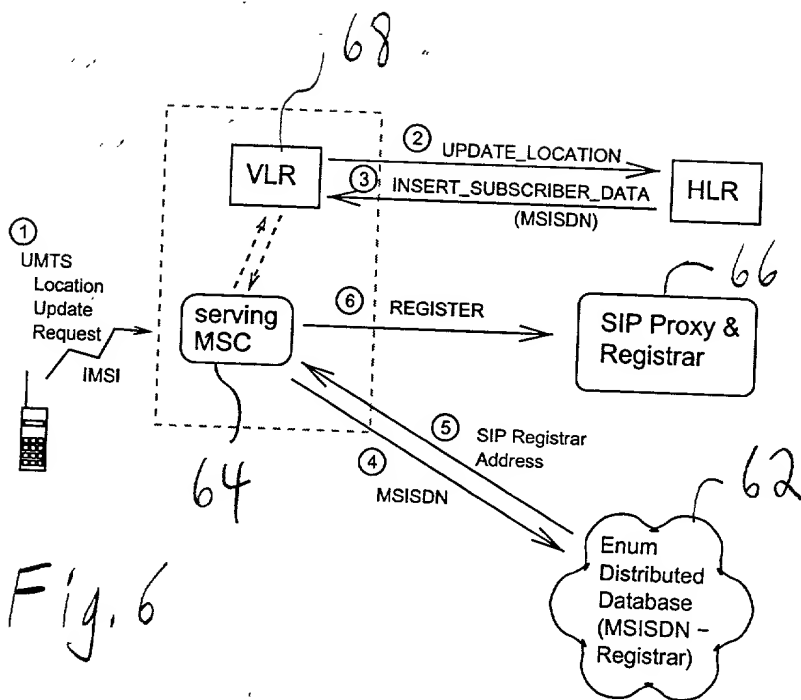 68
②
UPDATE_LOCATION
VLR
③
INSERT_SUBSCRIBER_DATA
(MSISDN)
HLR
①
UMTS
Location
Update
Request
IMSI
66
serving
MSC
⑥
REGISTER
SIP Proxy &
Registrar
⑤
SIP Registrar
Address
④
MSISDN
64
62
Enum
Distributed
Database
(MSISDN –
Registrar)
Fig. 6